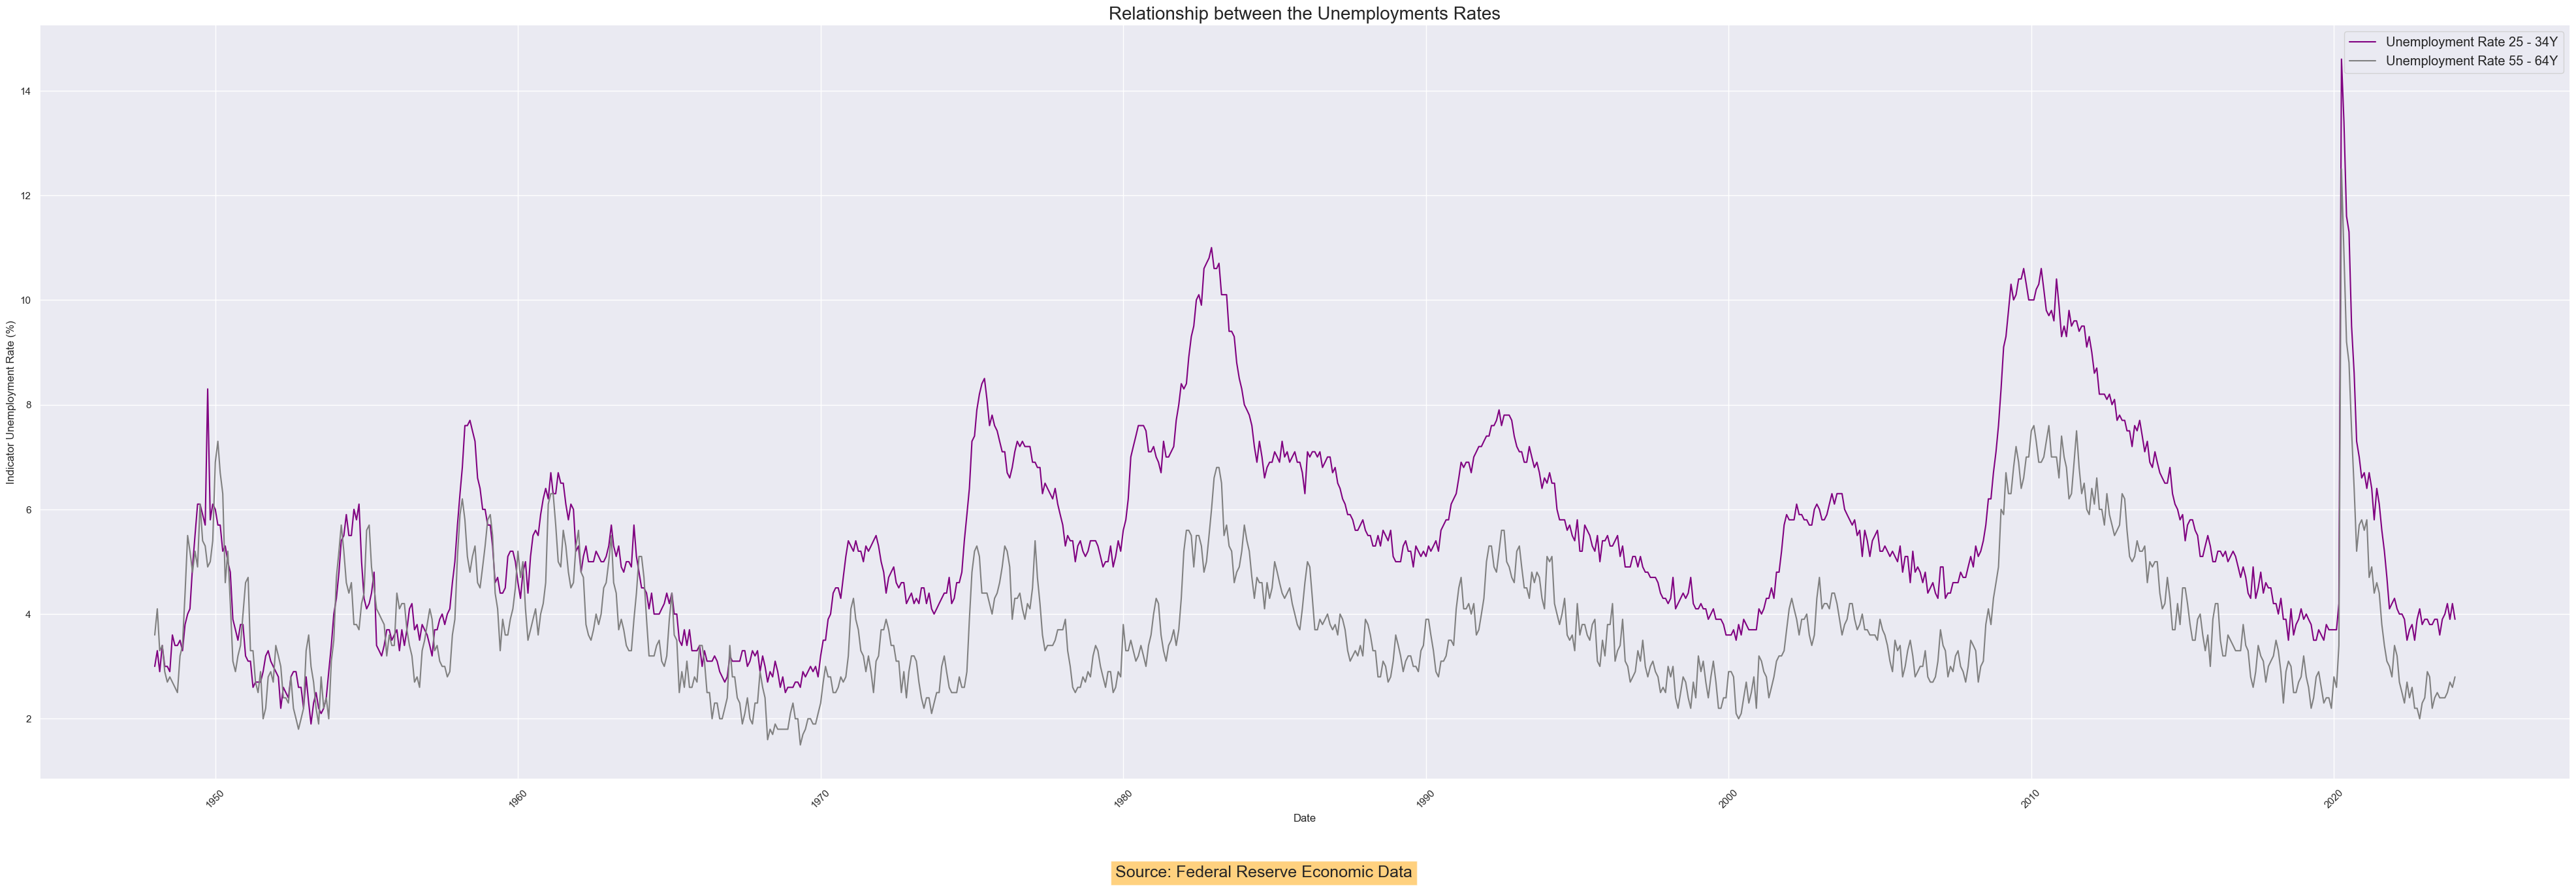 Relationship between the Unemployments Rates
Unemployment Rate 25 - 34Y
Unemployment Rate 55 - 64Y
Indicator Unemployment Rate (%)
14
12
10
8
6
4
2
1950
1960
1970
1980
1990
2000
2010
2020
Date
Source: Federal Reserve Economic Data